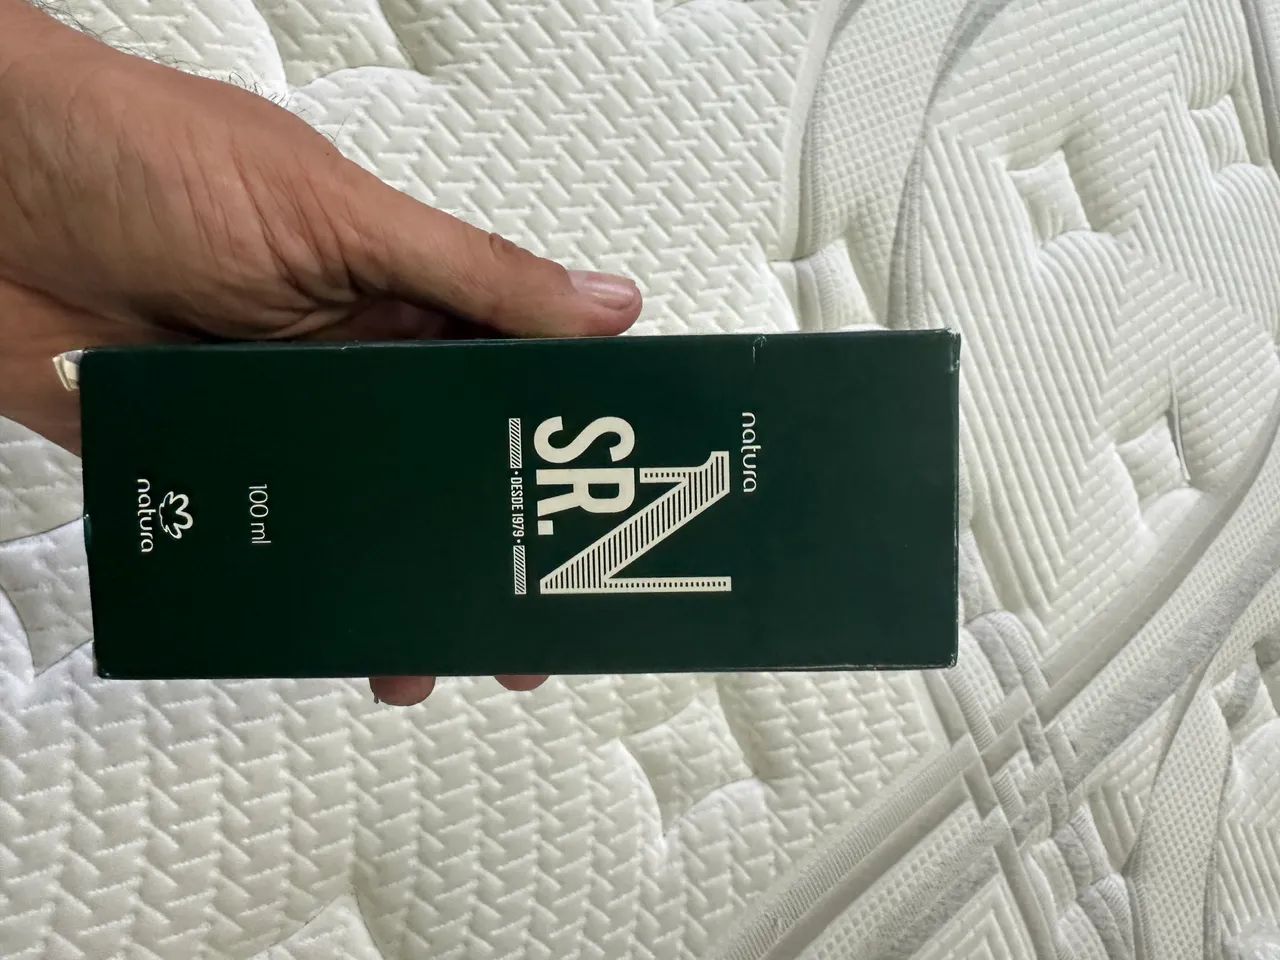 natura
SR. N
• DESDE 1979 •
100 ml
natura